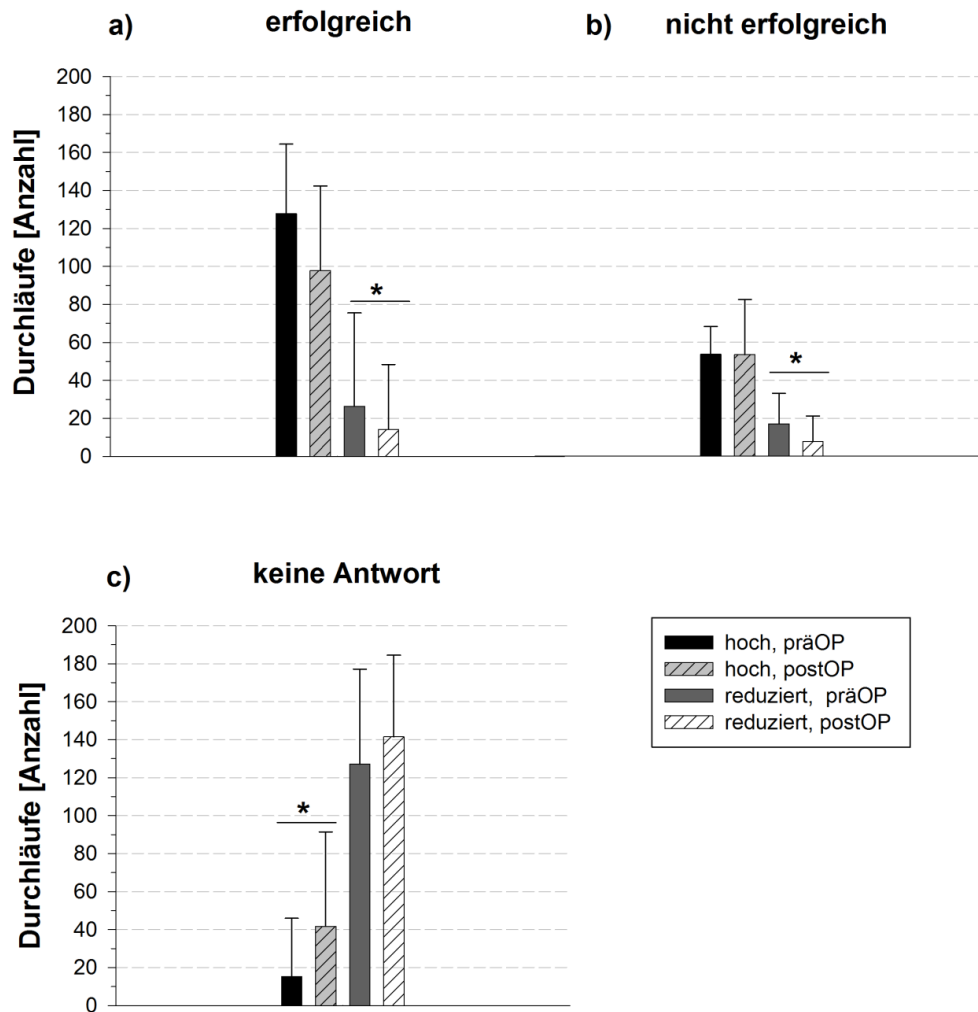 a)
erfolgreich
b)
nicht erfolgreich
Durchläufe [Anzahl]
200
180
160
140
120
100
80
60
40
20
0
*
*
c)
keine Antwort
Durchläufe [Anzahl]
200
180
160
140
120
100
80
60
40
20
0
*
hoch, präOP
hoch, postOP
reduziert, präOP
reduziert, postOP